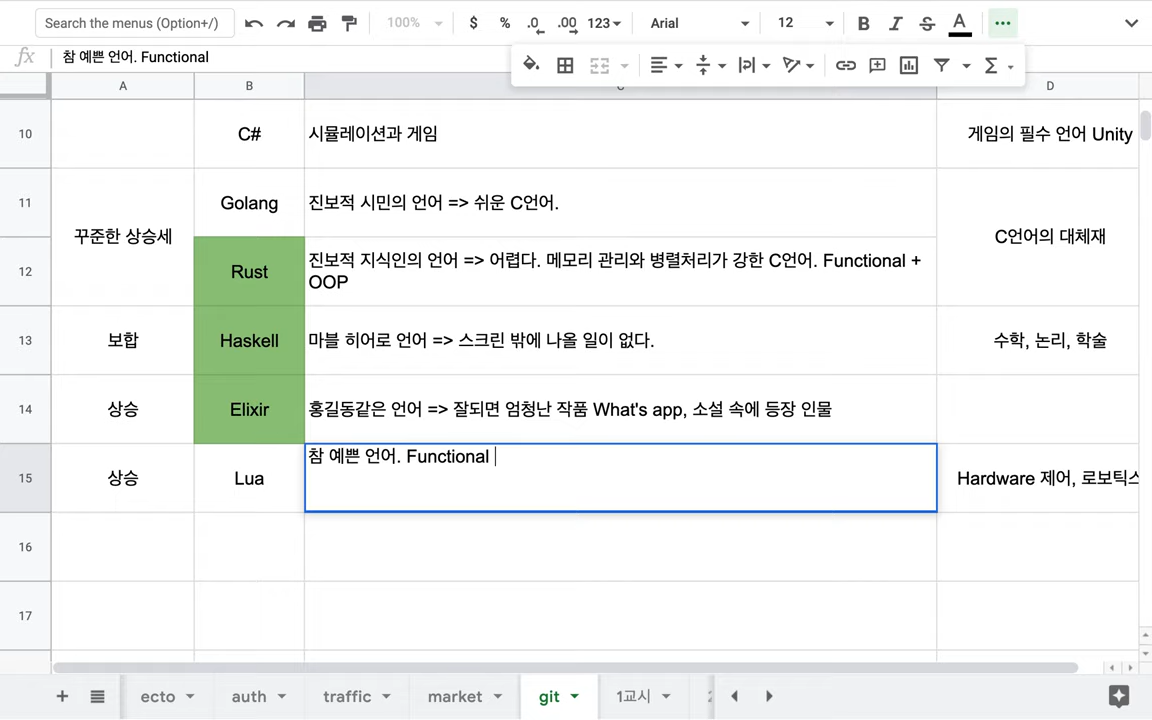 Search the menus (Option+/)
100%
$ % .0 .00 123
Arial
12
B I S A
fx 참 예쁜 언어. Functional
A B C D
10 C# 시뮬레이션과 게임 게임의 필수 언어 Unity
11 Golang 진보적 시민의 언어 => 쉬운 C언어.
꾸준한 상승세 C언어의 대체재
12 Rust 진보적 지식인의 언어 => 어렵다. 메모리 관리와 병렬처리가 강한 C언어. Functional +
OOP
13 보합 Haskell 마블 히어로 언어 => 스크린 밖에 나올 일이 없다. 수학, 논리, 학술
14 상승 Elixir 홍길동같은 언어 => 잘되면 엄청난 작품 What's app, 소설 속에 등장 인물
15 상승 Lua 참 예쁜 언어. Functional Hardware 제어, 로보틱스
16
17
ecto auth traffic market git 1교시